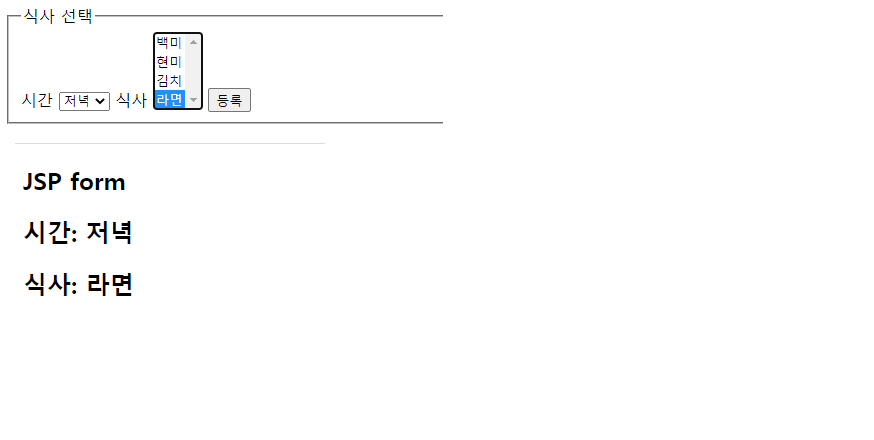 식사 선택
백미
현미
김치
시간 저녁 식사 라면 등록
JSP form
시간: 저녁
식사: 라면